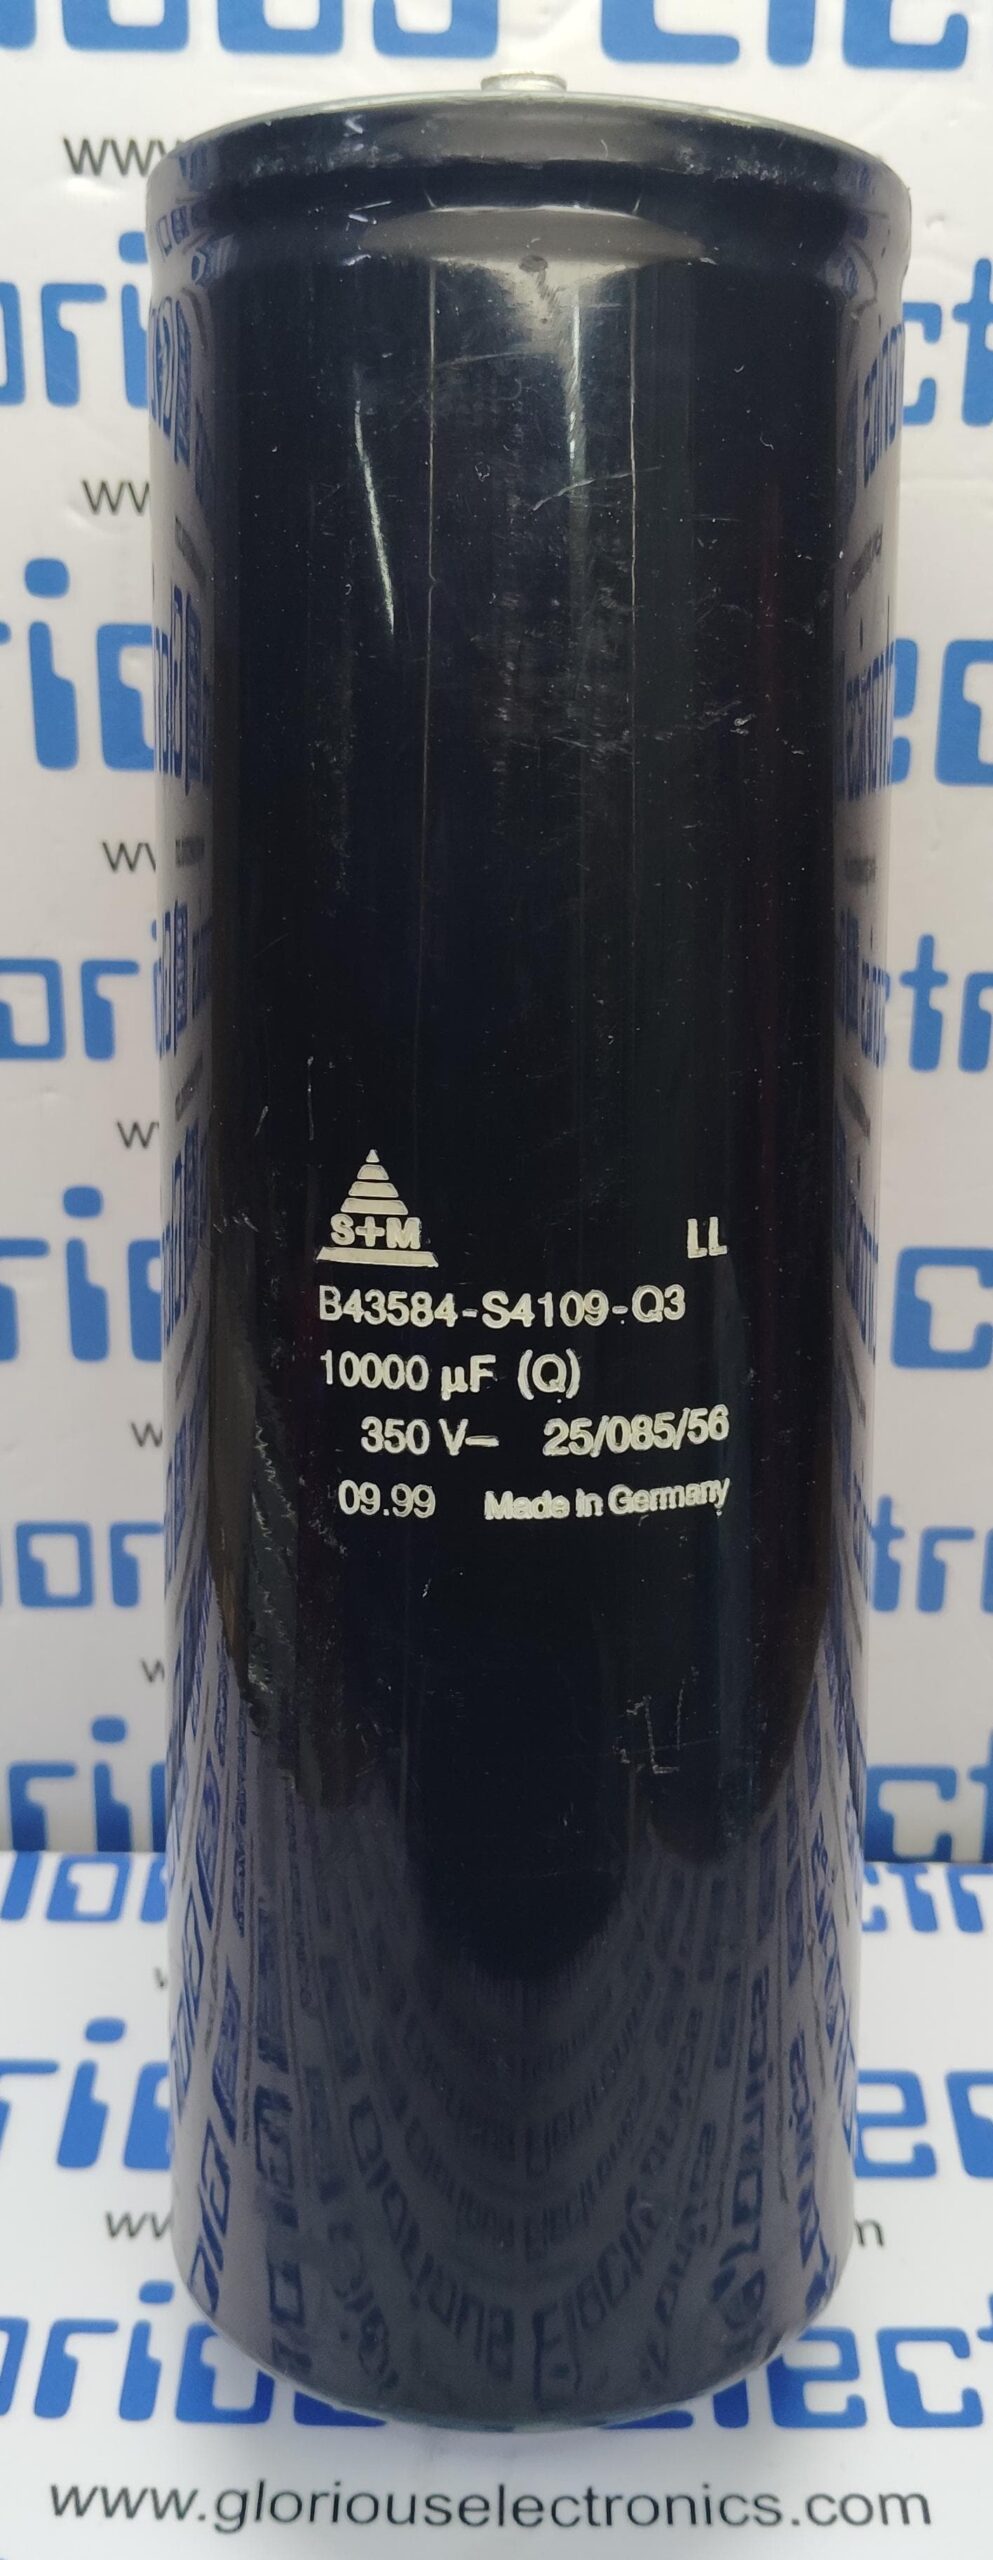 S+M
LL
B43584-S4109-Q3
10000 µF (Q)
350 V– 25/085/56
09.99 Made in Germany
www.gloriouselectronics.com